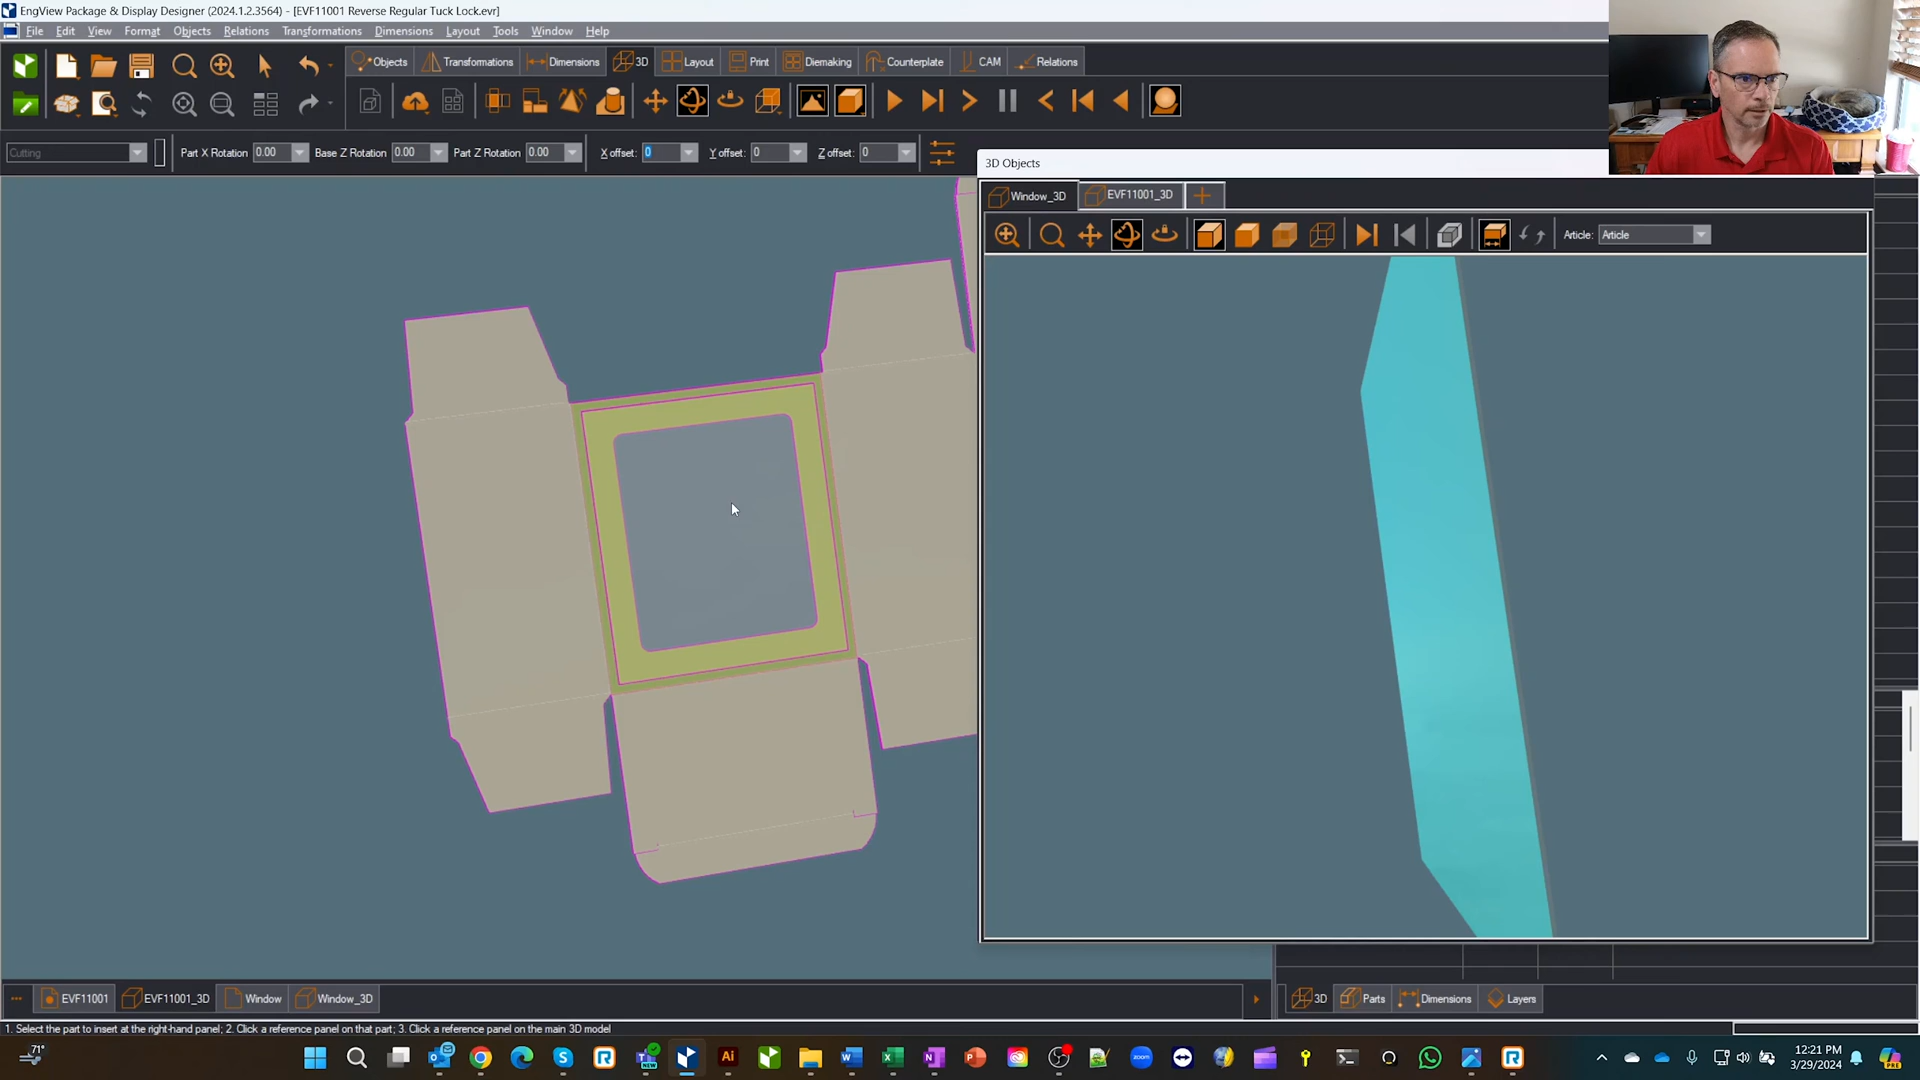 EngView Package & Display Designer (2024.1.2.3564) - [EVF11001 Reverse Regular Tuck Lock.evr]
File Edit View Format Objects Relations Transformations Dimensions Layout Tools Window Help
Objects Transformations Dimensions 3D Layout Print Diemaking Counterplate CAM Relations
Cutting Part X Rotation 0.00 Base Z Rotation 0.00 Part Z Rotation 0.00 X offset: 0 Y offset: 0 Z offset: 0
3D Objects
Window_3D EVF11001_3D
Article: Article
EVF11001 EVF11001_3D Window Window_3D
3D Parts Dimensions Layers
1. Select the part to insert at the right-hand panel; 2. Click a reference panel on that part; 3. Click a reference panel on the main 3D model
71°
NEW
Ai
zoom
12:21 PM
3/29/2024
PRE